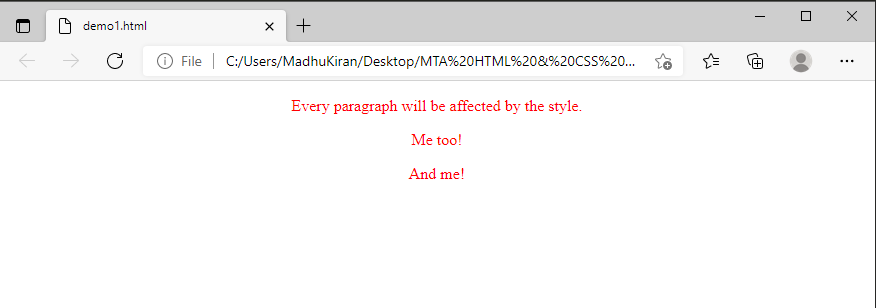 demo1.html
File
C:/Users/MadhuKiran/Desktop/MTA%20HTML%20&%20CSS%20...
Every paragraph will be affected by the style.
Me too!
And me!